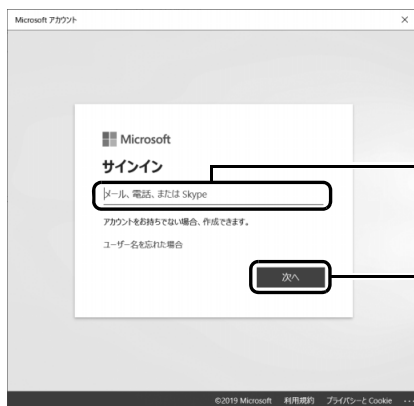 Microsoft アカウント
Microsoft
サインイン
メール、電話、または Skype
アカウントをお持ちでない場合、作成できます。
ユーザー名を忘れた場合
次へ
©2019 Microsoft 利用規約 プライバシーと Cookie ...